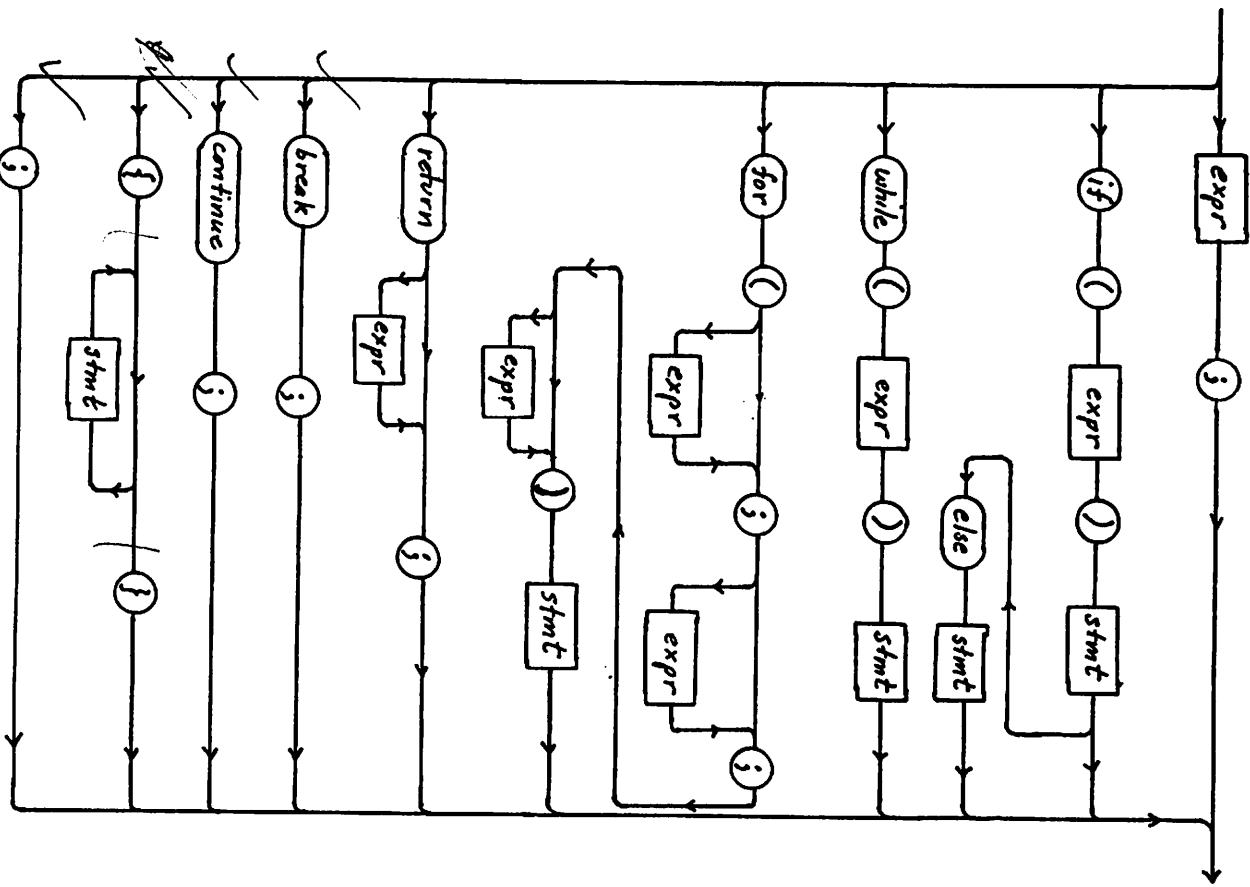 expr ;
if ( expr ) stmt
else stmt
while ( expr ) stmt
for ( expr ; expr ;
expr ) stmt
return expr ;
break ;
continue ;
{ stmt }
;